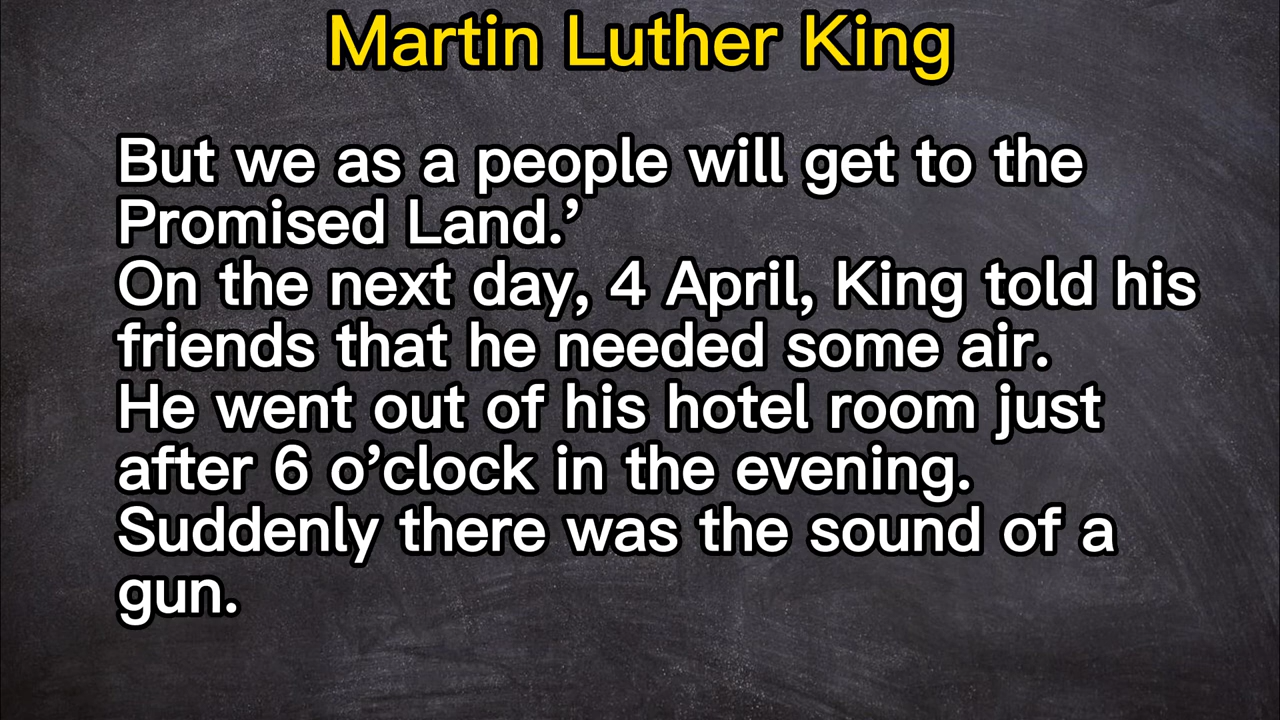 Martin Luther King
But we as a people will get to the
Promised Land.’
On the next day, 4 April, King told his
friends that he needed some air.
He went out of his hotel room just
after 6 o’clock in the evening.
Suddenly there was the sound of a
gun.